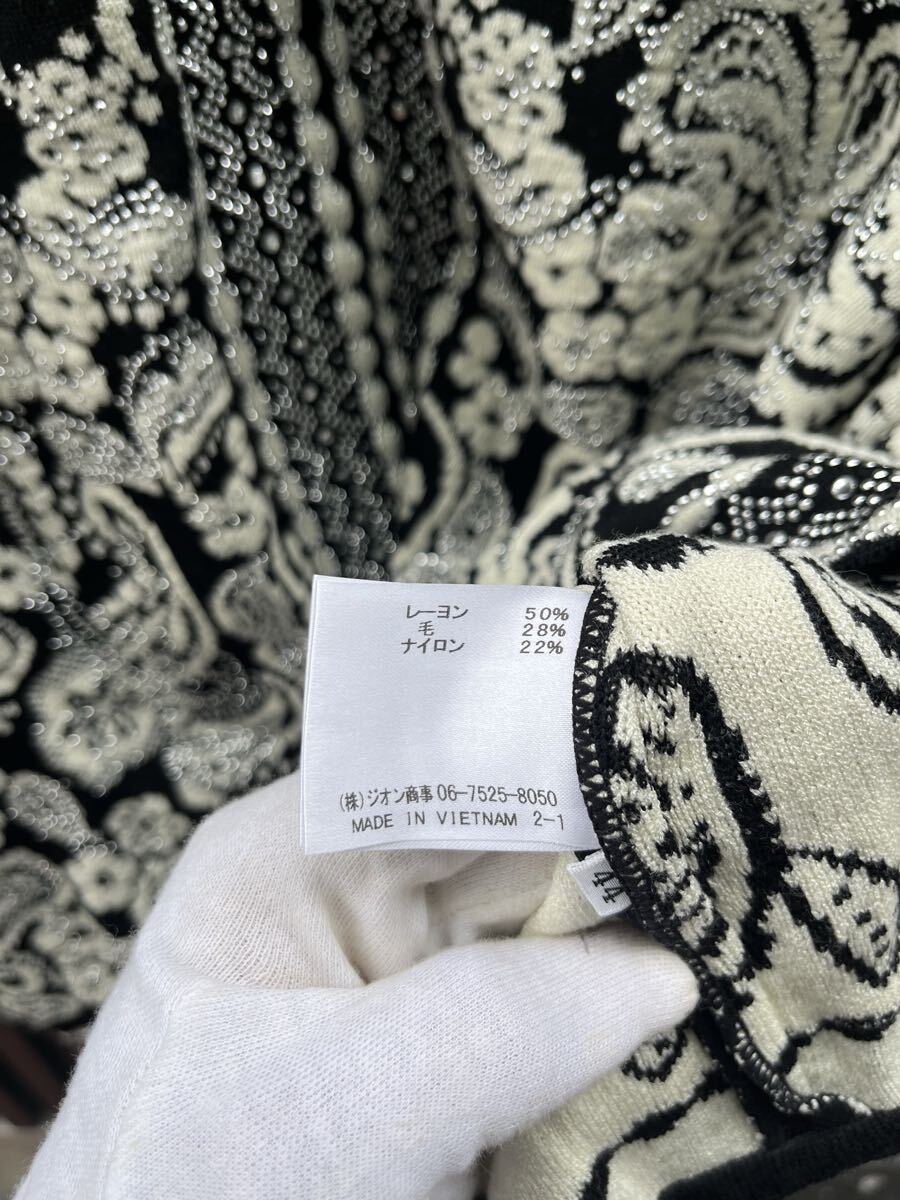 レーヨン 50%
毛 28%
ナイロン 22%
(株)ジオン商事 06-7525-8050
MADE IN VIETNAM 2-1
44